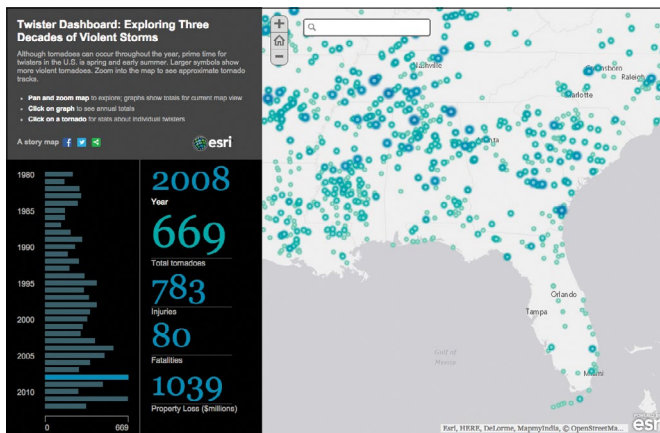 Twister Dashboard: Exploring Three
Decades of Violent Storms
Although tornadoes can occur throughout the year, prime time for
twisters in the U.S. is spring and early summer. Larger symbols show
more violent tornadoes. Zoom into the map to see approximate tornado
tracks.
Pan and zoom map to explore; graphs show totals for current map view
Click on graph to see annual totals
Click on a tornado for stats about individual twisters
A story map
esri
1980
1985
1990
1995
2000
2005
2010
0 669
2008
Year
669
Total tornadoes
783
Injuries
80
Fatalities
1039
Property Loss ($millions)
Nashville
Raleigh
Charlotte
Orlando
Tampa
Gulf of
Mexico
Miami
Esri, HERE, DeLorme, MapmyIndia, © OpenStreetMa...
esri